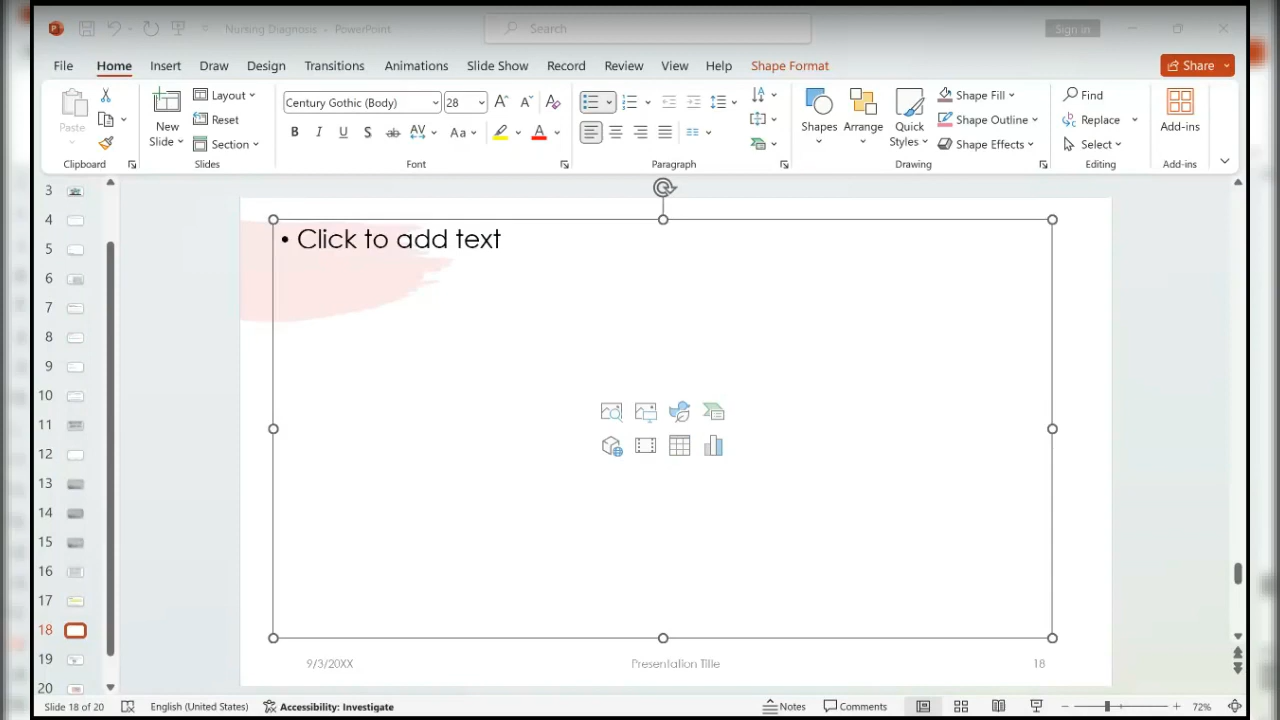 Nursing Diagnosis - PowerPoint
Search
Sign in
File Home Insert Draw Design Transitions Animations Slide Show Record Review View Help Shape Format Share
Paste
New Slide
Layout
Reset
Section
Century Gothic (Body) 28
B I U S ab AV Aa A
Shapes Arrange Quick Styles
Shape Fill
Shape Outline
Shape Effects
Find
Replace
Select
Add-ins
Clipboard Slides Font Paragraph Drawing Editing Add-ins
3
4
5
6
7
8
9
10
11
12
13
14
15
16
17
18
19
20
• Click to add text
9/3/20XX Presentation Title 18
Slide 18 of 20 English (United States) Accessibility: Investigate Notes Comments 72%